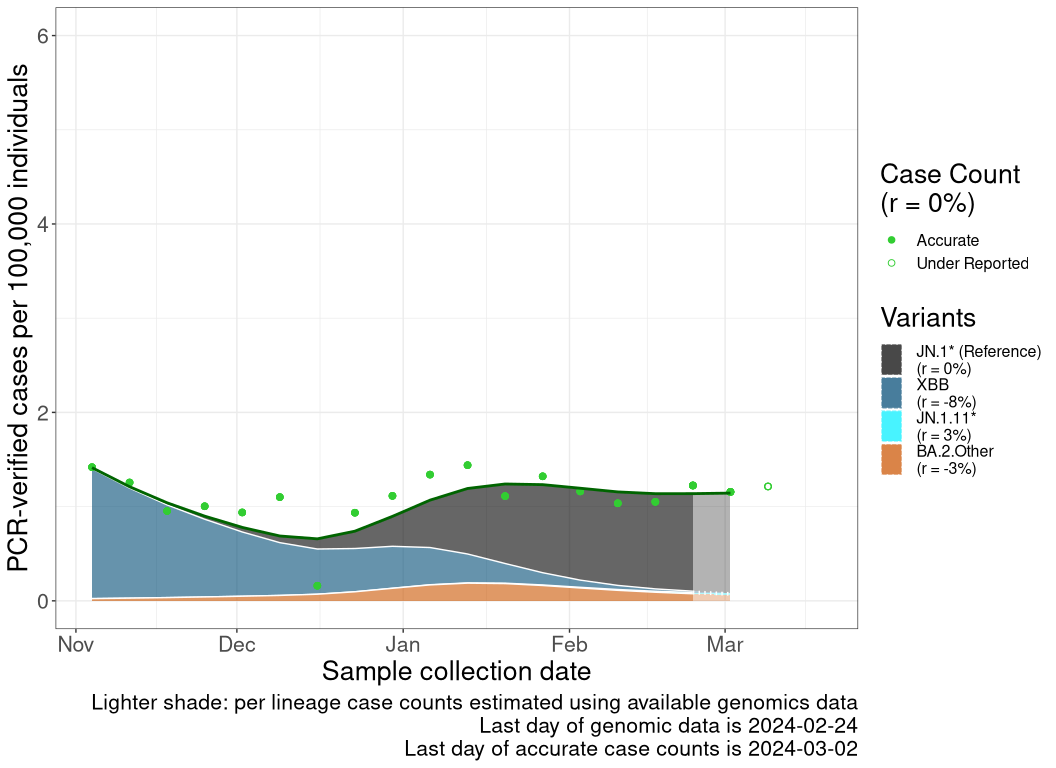 PCR-verified cases per 100,000 individuals
6
4
2
0
Nov Dec Jan Feb Mar
Sample collection date
Lighter shade: per lineage case counts estimated using available genomics data
Last day of genomic data is 2024-02-24
Last day of accurate case counts is 2024-03-02
Case Count
(r = 0%)
Accurate
Under Reported
Variants
JN.1* (Reference)
(r = 0%)
XBB
(r = -8%)
JN.1.11*
(r = 3%)
BA.2.Other
(r = -3%)